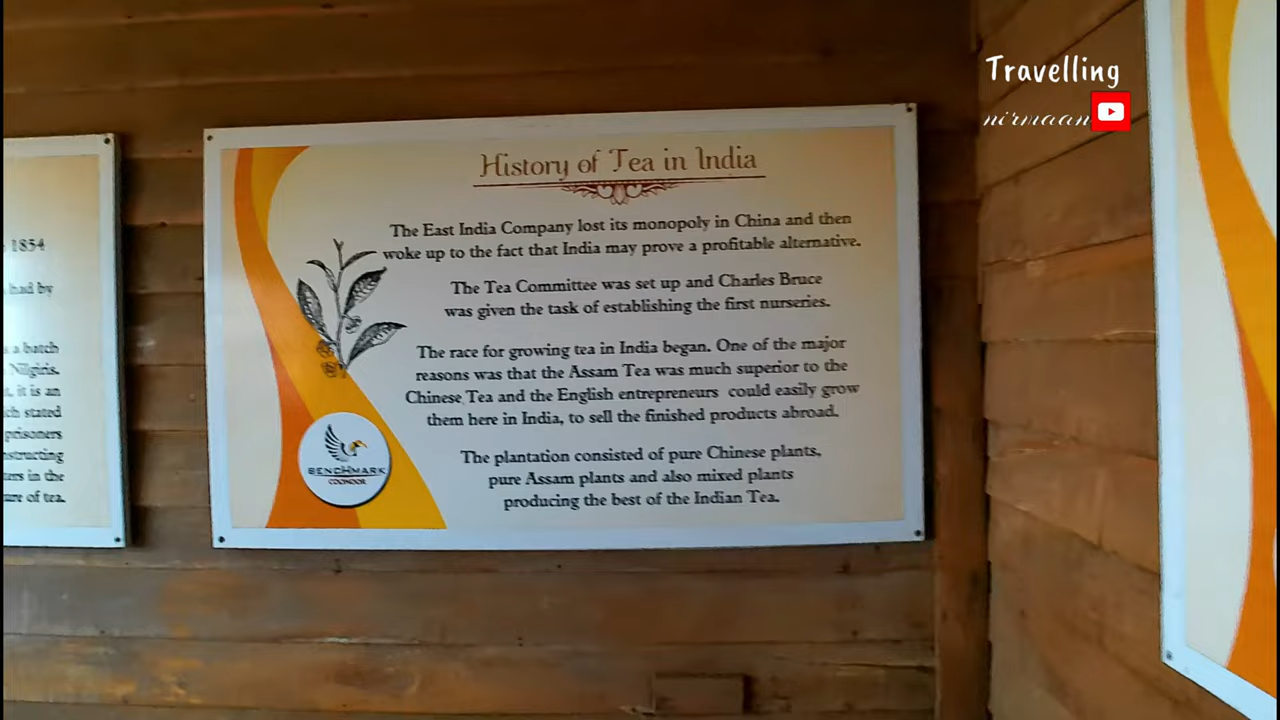 Travelling
nirmaan
1854
had by
a batch
Nilgiris.
it is an
stated
prisoners
in the
of tea.
History of Tea in India
The East India Company lost its monopoly in China and then
woke up to the fact that India may prove a profitable alternative.
The Tea Committee was set up and Charles Bruce
was given the task of establishing the first nurseries.
The race for growing tea in India began. One of the major
reasons was that the Assam Tea was much superior to the
Chinese Tea and the English entrepreneurs could easily grow
them here in India, to sell the finished products abroad.
The plantation consisted of pure Chinese plants,
pure Assam plants and also mixed plants
producing the best of the Indian Tea.
BENCHMARK
COONOOR